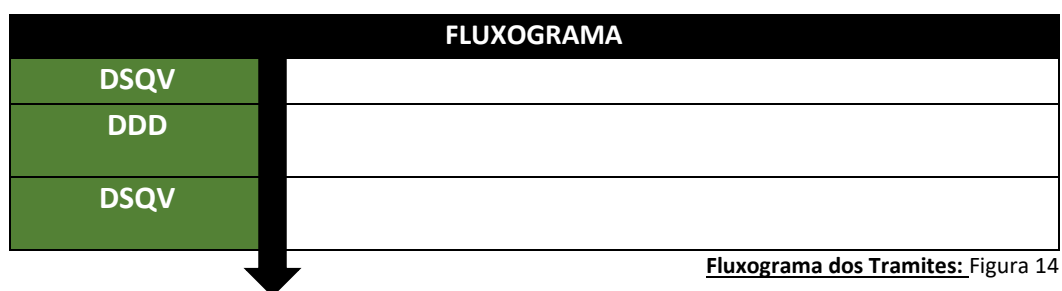 FLUXOGRAMA
DSQV
DDD
DSQV
Fluxograma dos Tramites: Figura 14